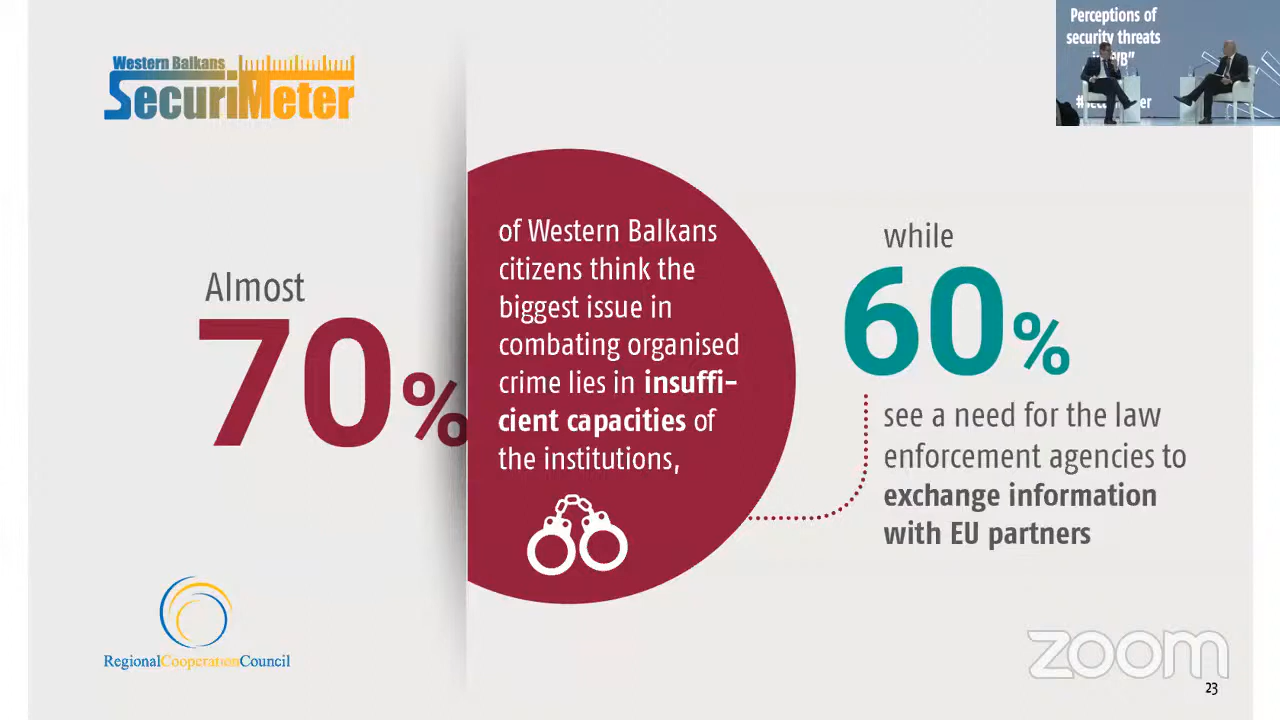 Western Balkans
SecuriMeter
Almost
70%
of Western Balkans
citizens think the
biggest issue in
combating organised
crime lies in insuffi-
cient capacities of
the institutions,
while
60%
see a need for the law
enforcement agencies to
exchange information
with EU partners
RegionalCooperationCouncil
Perceptions of
security threats
zoom
23